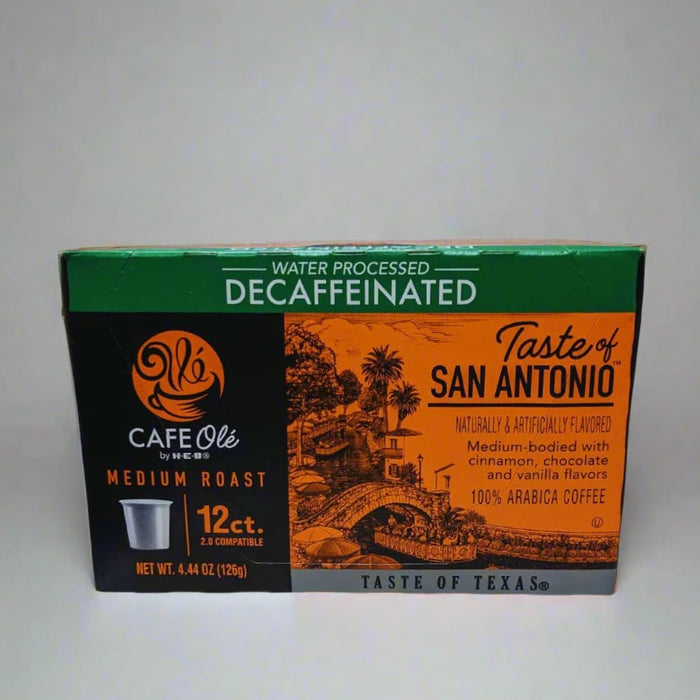 WATER PROCESSED
DECAFFEINATED
Olé
CAFE Olé
by H-E-B®
MEDIUM ROAST
12ct.
2.0 COMPATIBLE
NET WT. 4.44 OZ (126g)
Taste of
SAN ANTONIO™
NATURALLY & ARTIFICIALLY FLAVORED
Medium-bodied with
cinnamon, chocolate
and vanilla flavors
100% ARABICA COFFEE
U
TASTE OF TEXAS®